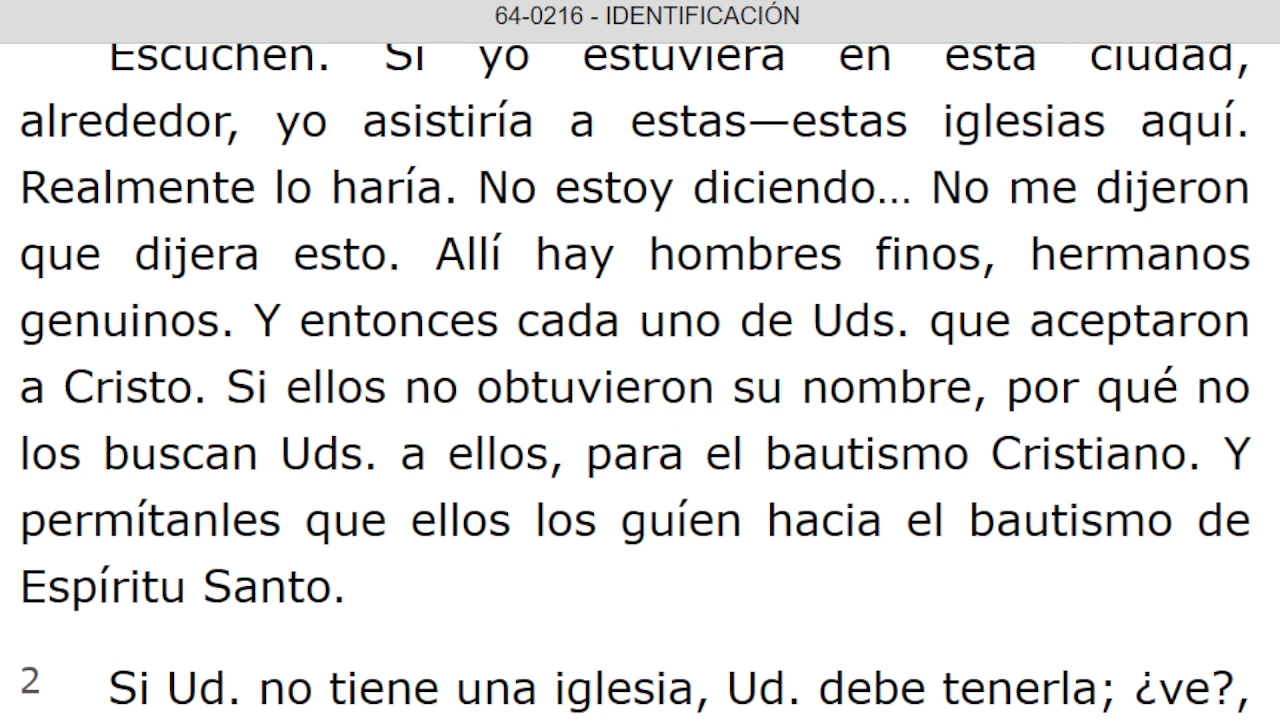 64-0216 - IDENTIFICACIÓN
Escuchen. Si yo estuviera en esta ciudad,
alrededor, yo asistiría a estas—estas iglesias aquí.
Realmente lo haría. No estoy diciendo... No me dijeron
que dijera esto. Allí hay hombres finos, hermanos
genuinos. Y entonces cada uno de Uds. que aceptaron
a Cristo. Si ellos no obtuvieron su nombre, por qué no
los buscan Uds. a ellos, para el bautismo Cristiano. Y
permítanles que ellos los guíen hacia el bautismo de
Espíritu Santo.
2 Si Ud. no tiene una iglesia, Ud. debe tenerla; ¿ve?,